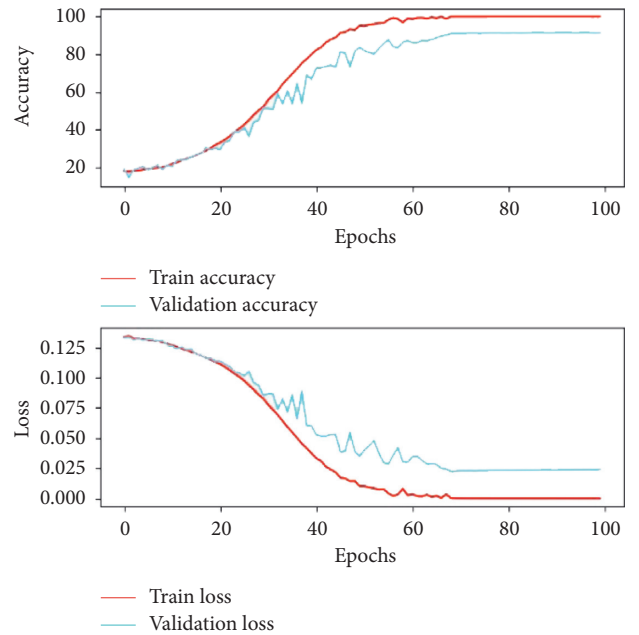 100
80
60
40
20
Accuracy
0 20 40 60 80 100
Epochs
Train accuracy
Validation accuracy
0.125
0.100
0.075
0.050
0.025
0.000
Loss
0 20 40 60 80 100
Epochs
Train loss
Validation loss